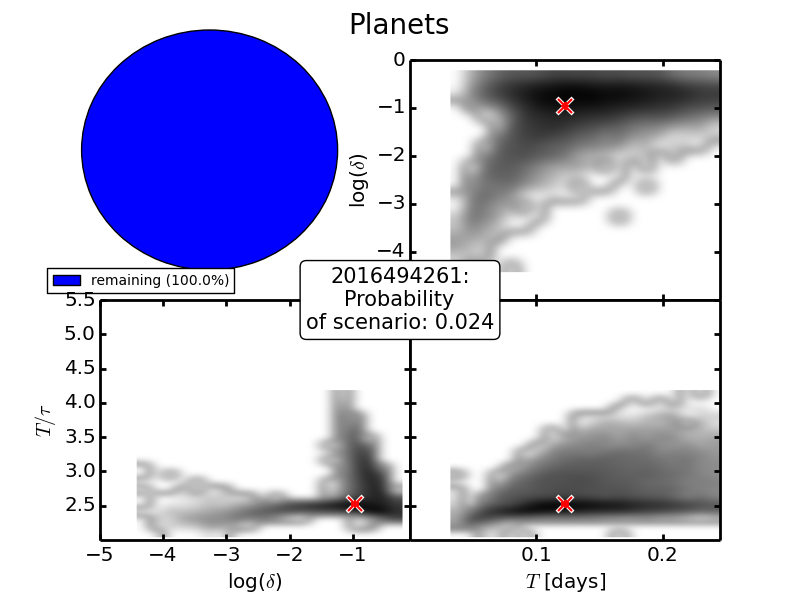 Planets
0
−1
−2
−3
−4
log(δ)
remaining (100.0%)
2016494261:
Probability
of scenario: 0.024
5.5
5.0
4.5
4.0
3.5
3.0
2.5
T/τ
−5 −4 −3 −2 −1
log(δ)
0.1 0.2
T [days]